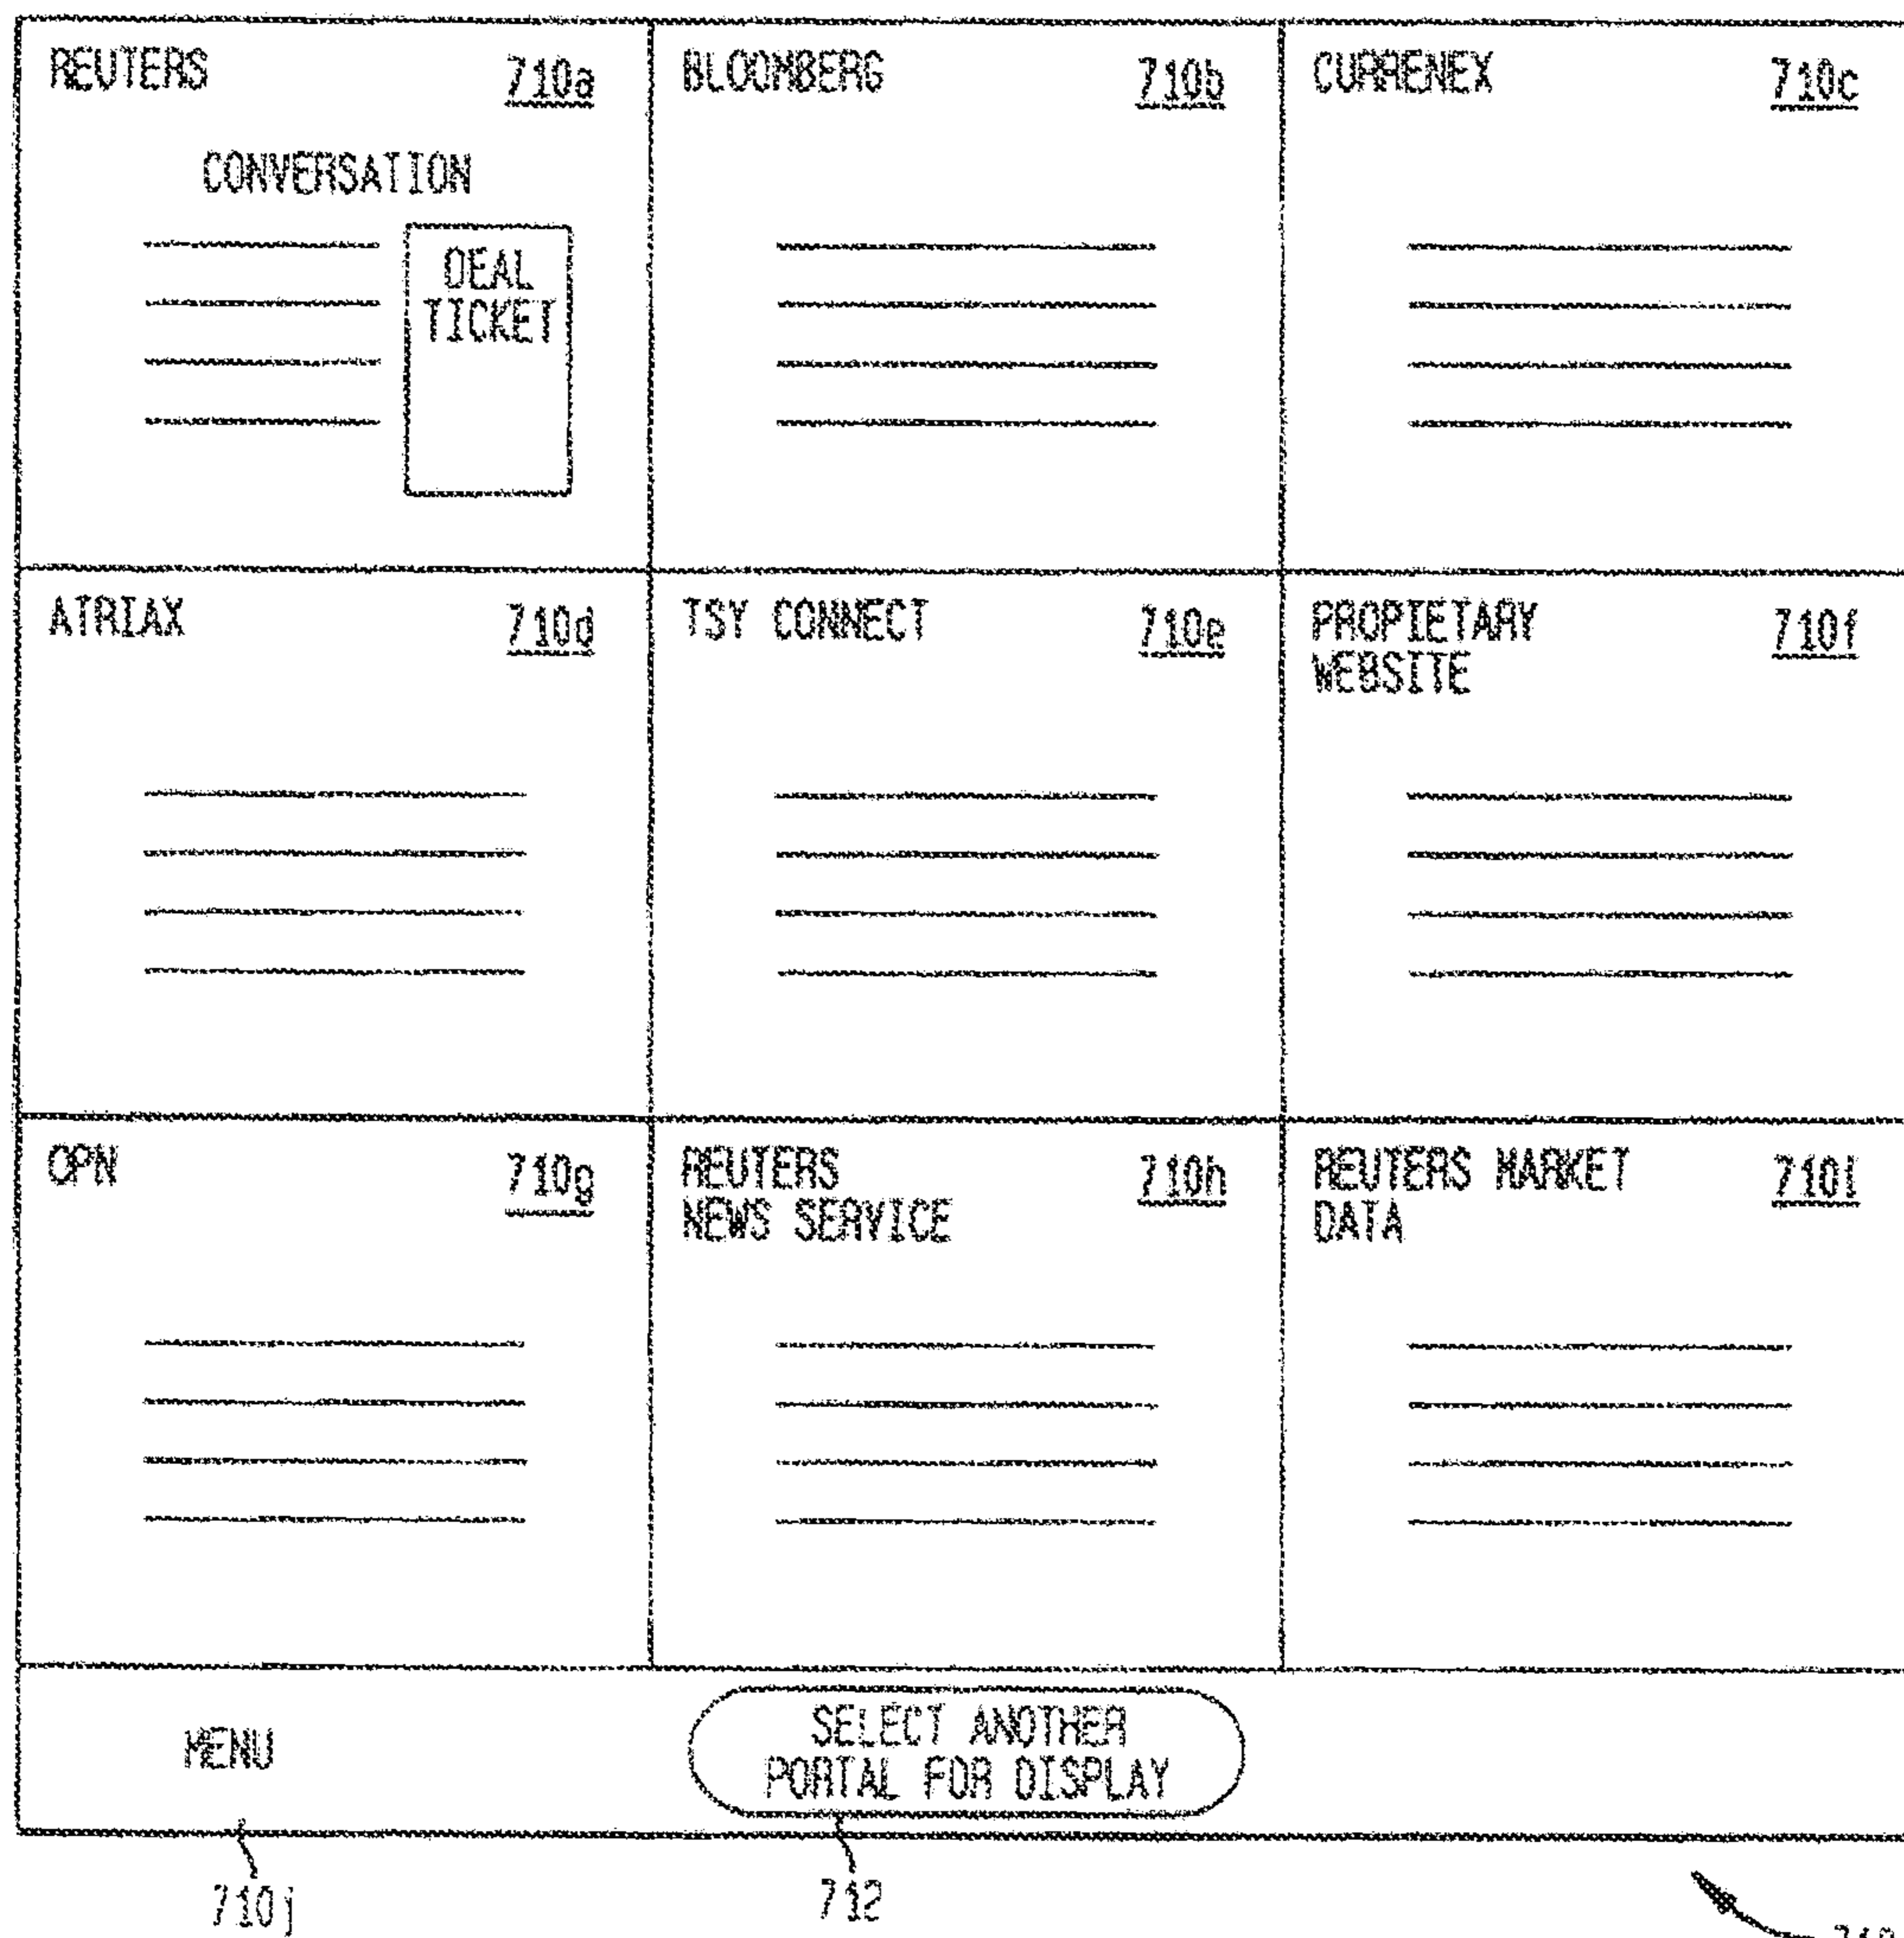 REUTERS 710a
CONVERSATION
DEAL
TICKET
BLOOMBERG 710b
CURRENEX 710c
ATRIAX 710d
TSY CONNECT 710e
PROPIETARY 710f
WEBSITE
CPN 710g
REUTERS 710h
NEWS SERVICE
REUTERS MARKET 710i
DATA
MENU
SELECT ANOTHER
PORTAL FOR DISPLAY
710j
712